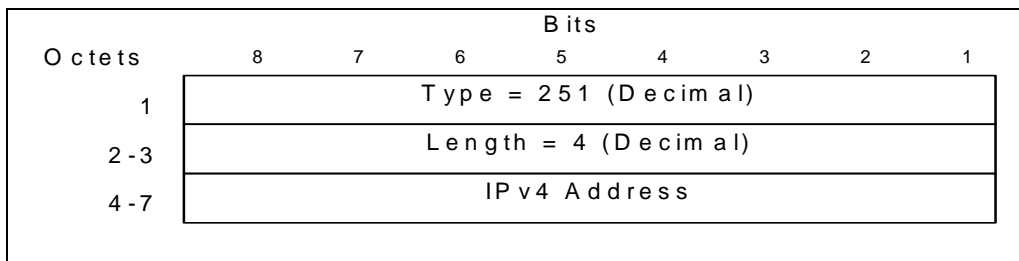 Bits
Octets 8 7 6 5 4 3 2 1
1 Type = 251 (Decimal)
2-3 Length = 4 (Decimal)
4-7 IPv4 Address